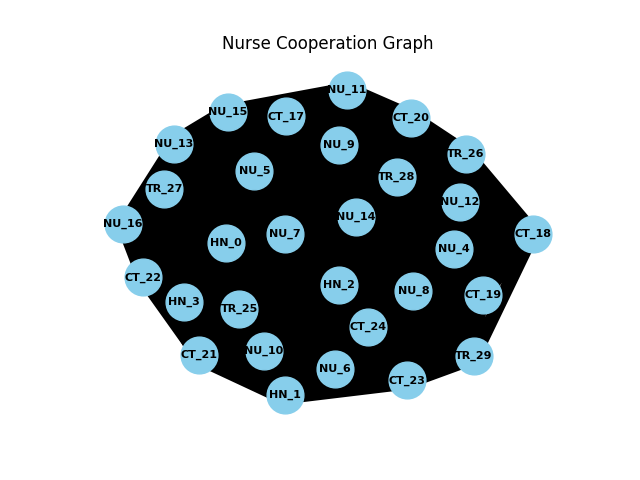 Nurse Cooperation Graph
NU_11
NU_15
CT_17
CT_20
NU_13
NU_9
TR_26
NU_5
TR_28
TR_27
NU_12
NU_14
NU_16
NU_7
CT_18
HN_0
NU_4
CT_22
HN_2
NU_8
CT_19
HN_3
TR_25
CT_24
NU_10
CT_21
TR_29
NU_6
CT_23
HN_1